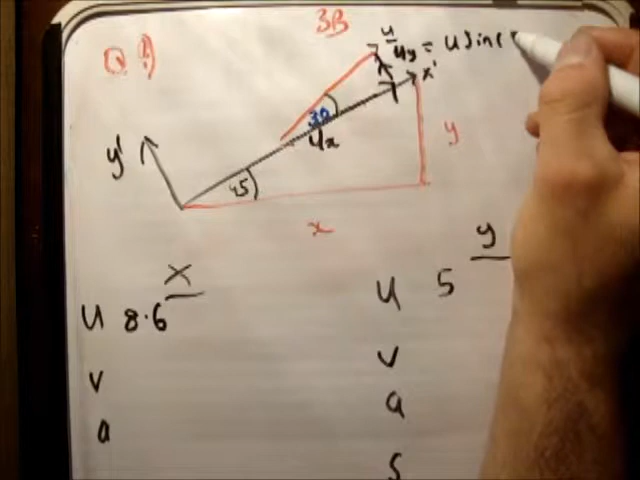 3B
Q 1)
u
uy = u sin(
x'
30
ux
y'
45
y
x
x
y
u 8.6
u 5
v
v
a
a
s